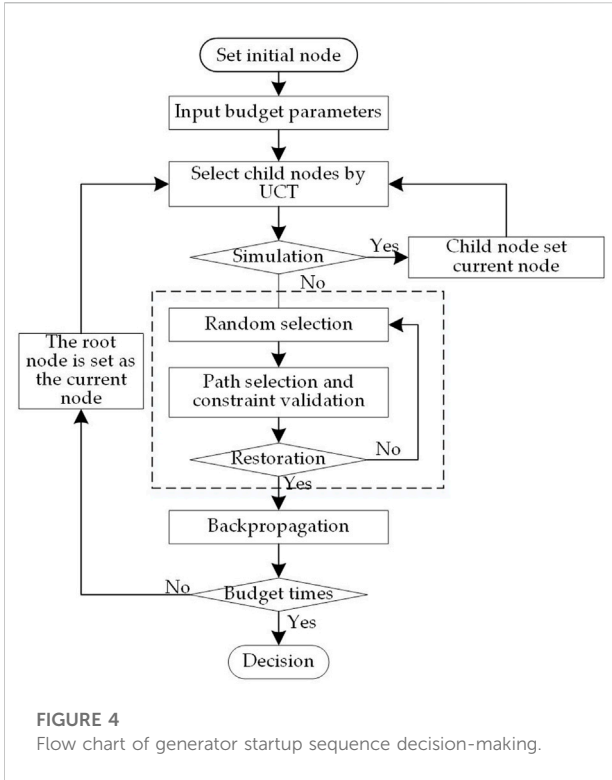 Set initial node
Input budget parameters
Select child nodes by
UCT
Simulation
Yes
Child node set
current node
No
Random selection
The root
node is set as
the current
node
Path selection and
constraint validation
Restoration
No
Yes
Backpropagation
No
Budget times
Yes
Decision
FIGURE 4
Flow chart of generator startup sequence decision-making.